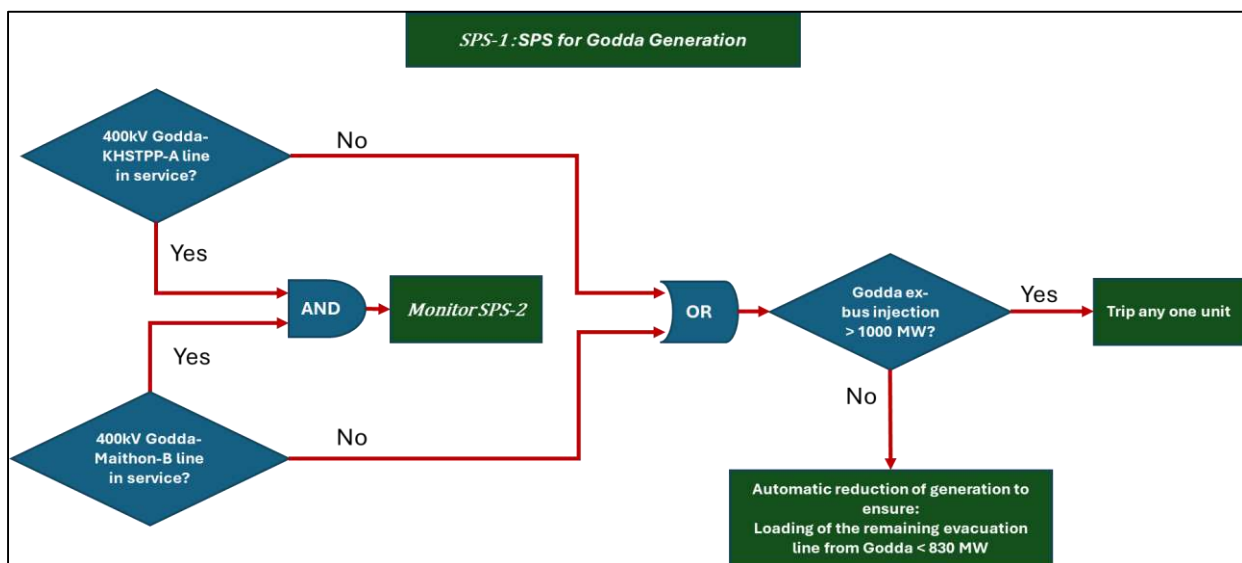 SPS-1: SPS for Godda Generation
400kV Godda-
KHSTPP-A line
in service?
No
Yes
AND
Monitor SPS-2
Yes
400kV Godda-
Maithon-B line
in service?
No
OR
Godda ex-
bus injection
> 1000 MW?
Yes
Trip any one unit
No
Automatic reduction of generation to
ensure:
Loading of the remaining evacuation
line from Godda < 830 MW